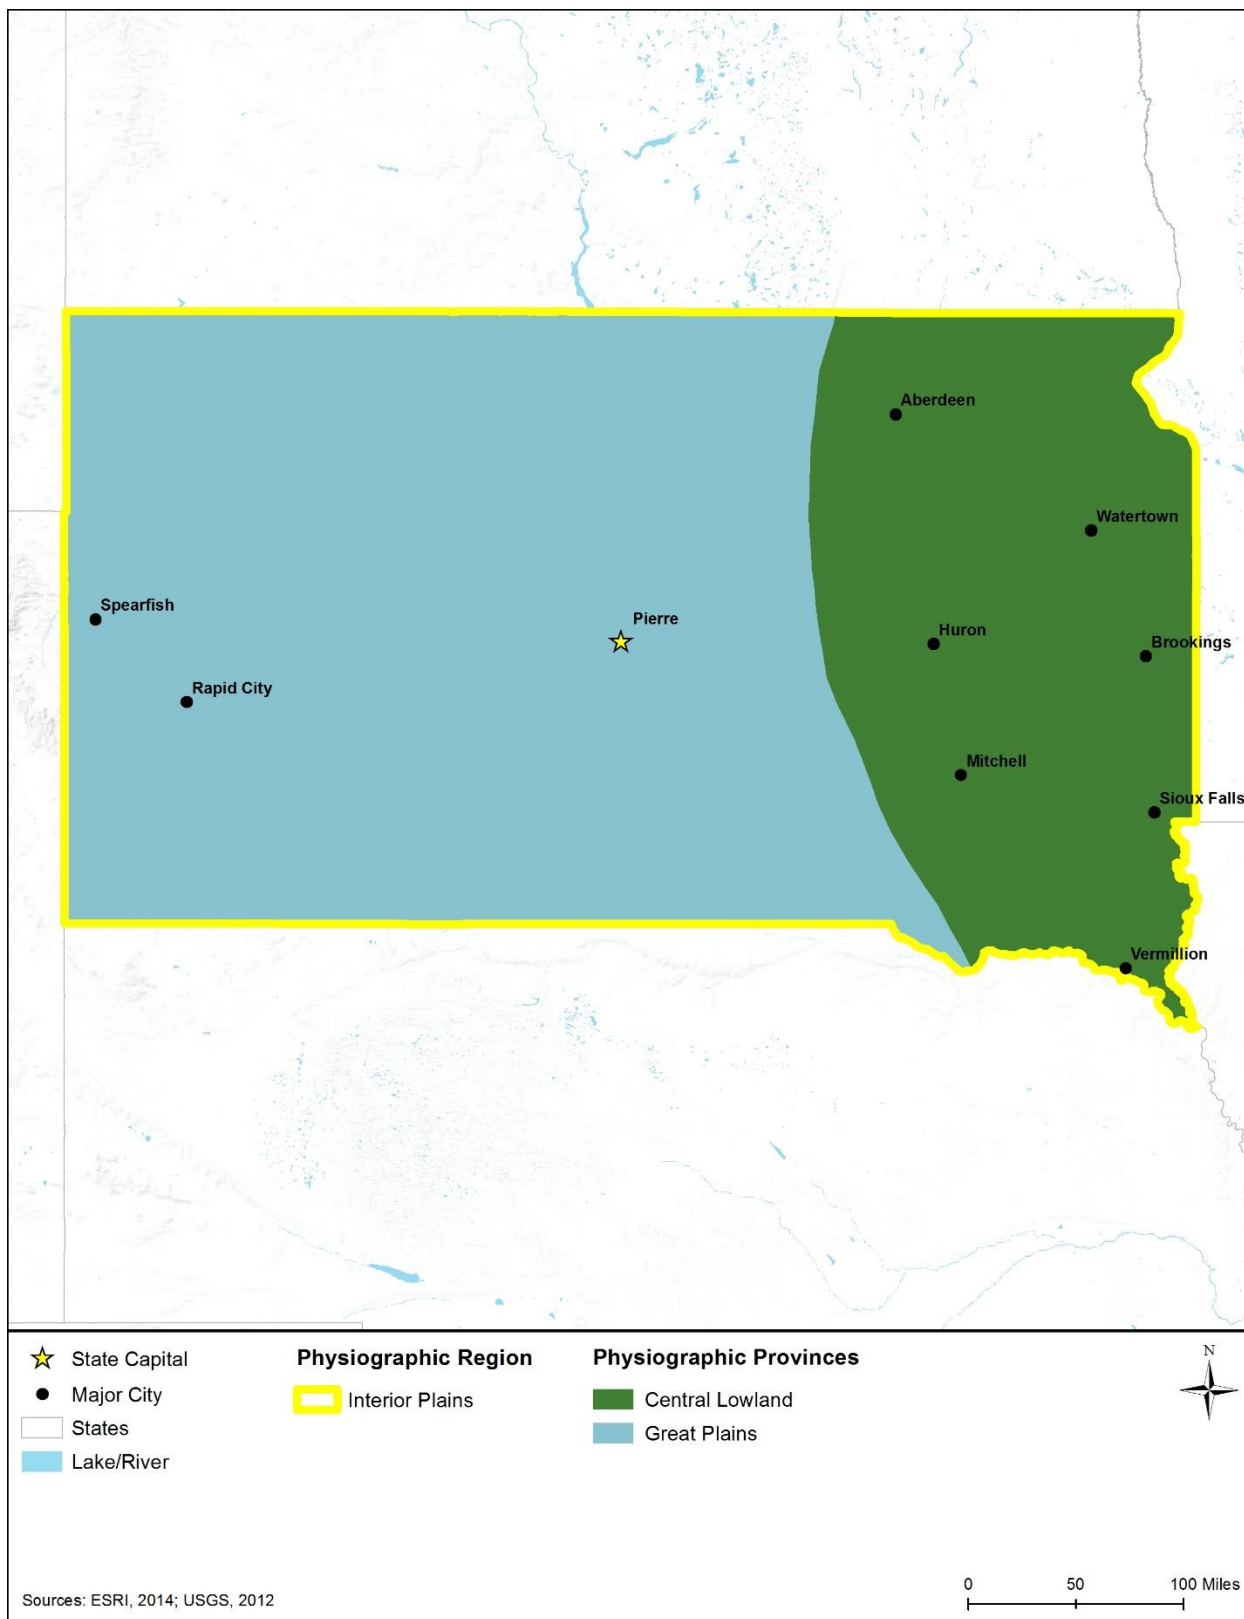 Aberdeen
Watertown
Spearfish
Pierre
Huron
Brookings
Rapid City
Mitchell
Sioux Falls
Vermillion
State Capital
Major City
States
Lake/River
Physiographic Region
Interior Plains
Physiographic Provinces
Central Lowland
Great Plains
N
Sources: ESRI, 2014; USGS, 2012
0 50 100 Miles